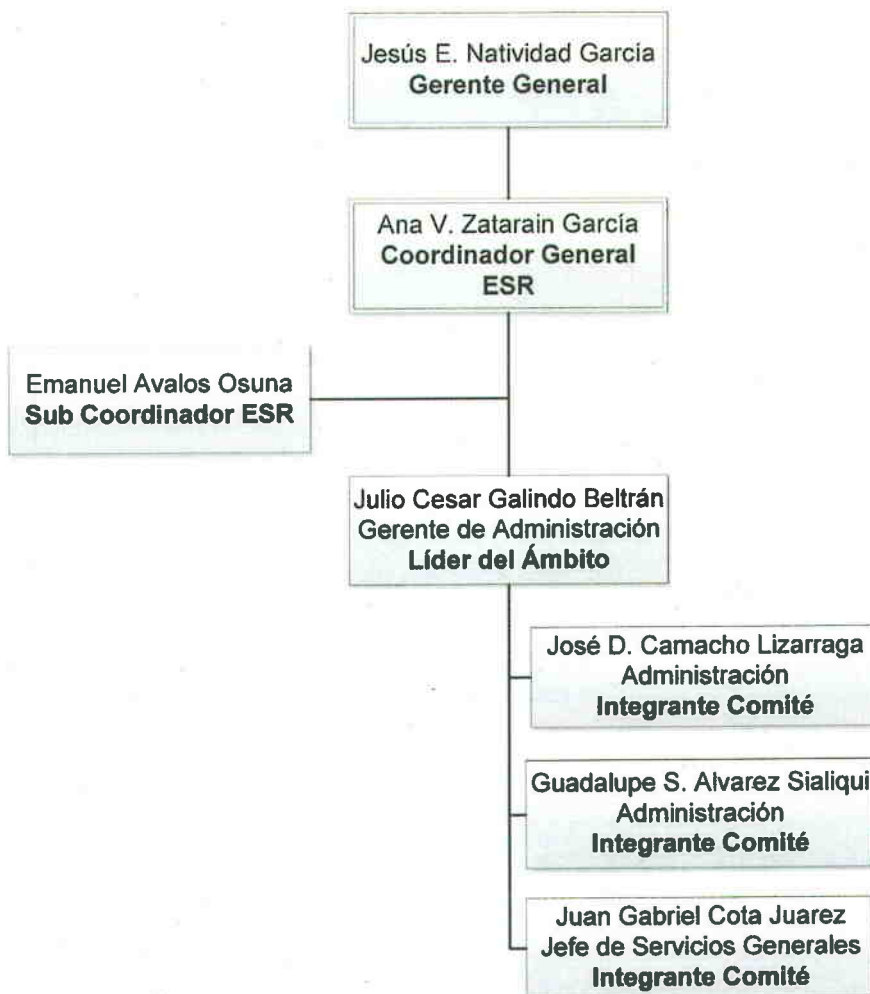 Jesús E. Natividad García
Gerente General
Ana V. Zatarain García
Coordinador General
ESR
Emanuel Avalos Osuna
Sub Coordinador ESR
Julio Cesar Galindo Beltrán
Gerente de Administración
Líder del Ámbito
José D. Camacho Lizarraga
Administración
Integrante Comité
Guadalupe S. Alvarez Sialiqui
Administración
Integrante Comité
Juan Gabriel Cota Juarez
Jefe de Servicios Generales
Integrante Comité